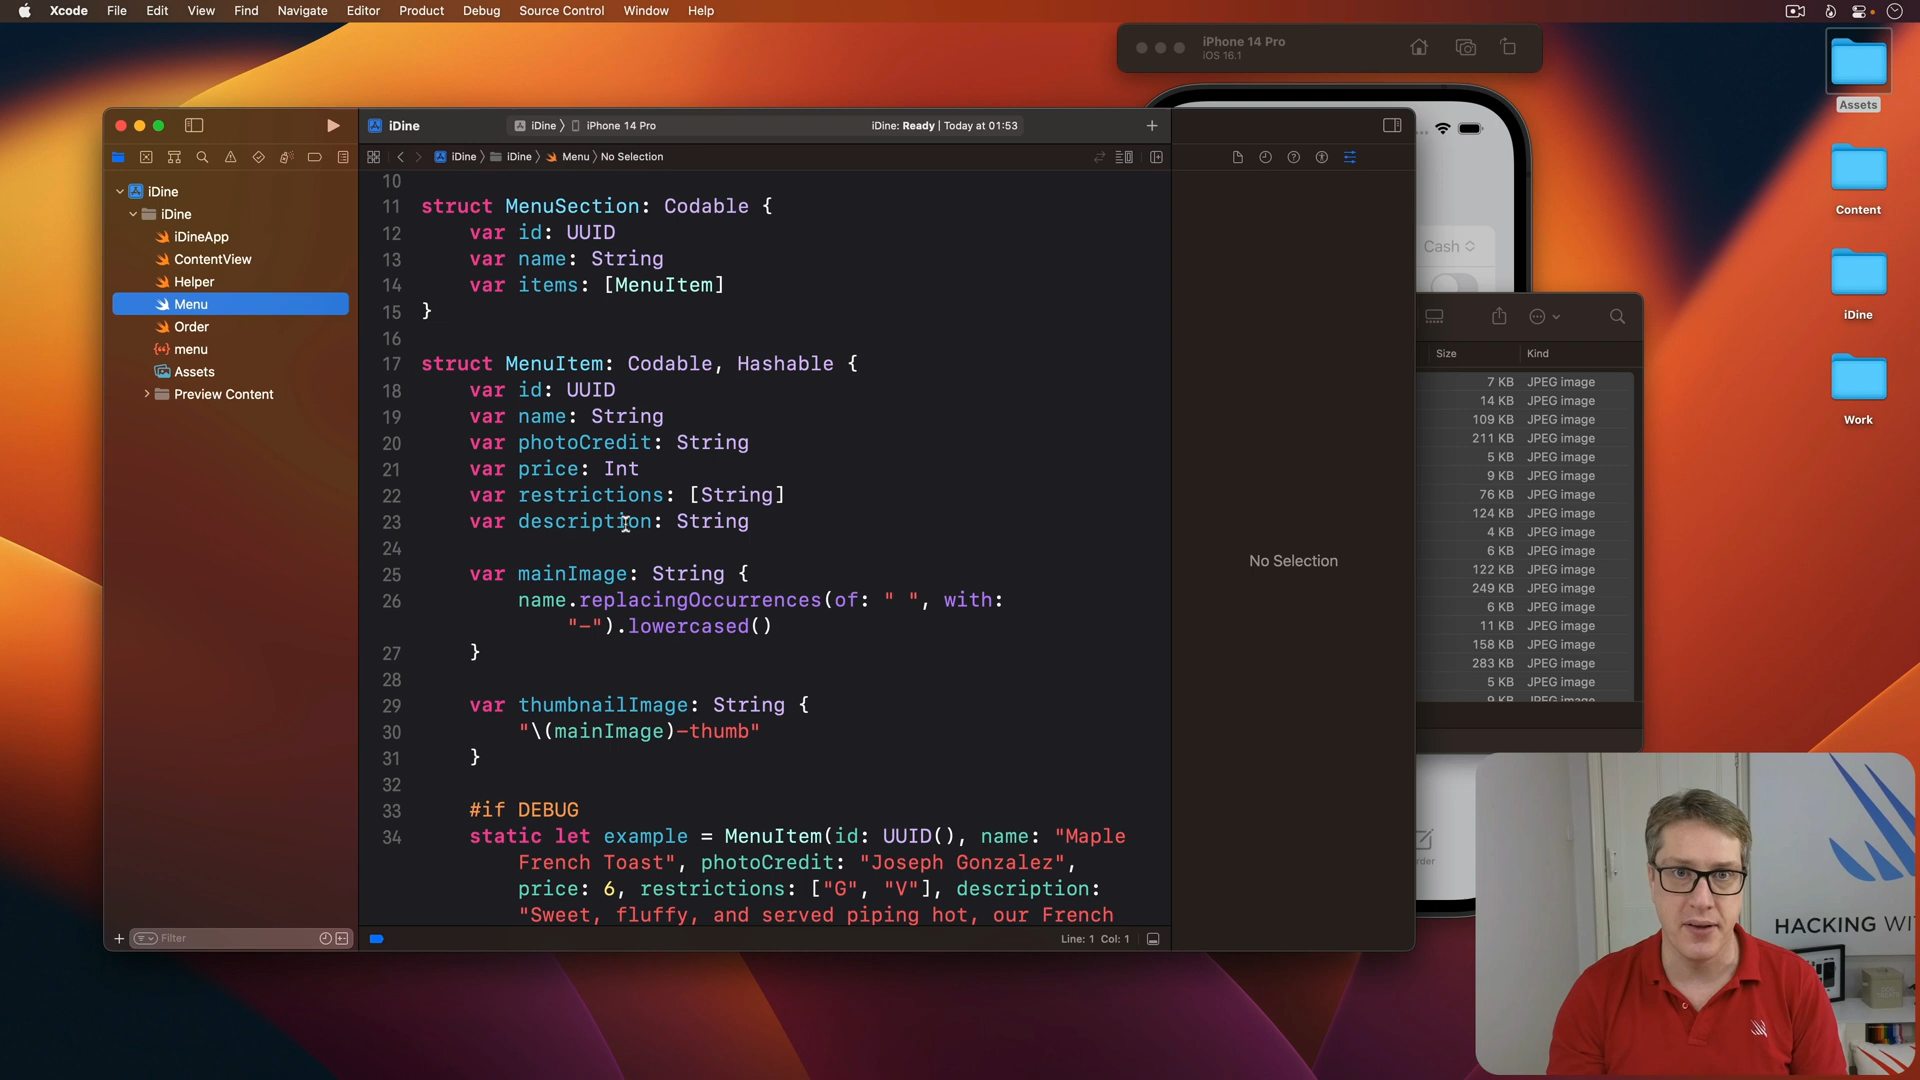 Xcode File Edit View Find Navigate Editor Product Debug Source Control Window Help
iPhone 14 Pro
iOS 16.1
Assets
Content
iDine
Work
iDine
iDine 〉 iPhone 14 Pro
iDine: Ready | Today at 01:53
iDine 〉 iDine 〉 Menu 〉 No Selection
iDine
iDine
iDineApp
ContentView
Helper
Menu
Order
menu
Assets
Preview Content
Filter
10
11 struct MenuSection: Codable {
12 var id: UUID
13 var name: String
14 var items: [MenuItem]
15 }
16
17 struct MenuItem: Codable, Hashable {
18 var id: UUID
19 var name: String
20 var photoCredit: String
21 var price: Int
22 var restrictions: [String]
23 var description: String
24
25 var mainImage: String {
26 name.replacingOccurrences(of: " ", with:
"-").lowercased()
27 }
28
29 var thumbnailImage: String {
30 "\(mainImage)-thumb"
31 }
32
33 #if DEBUG
34 static let example = MenuItem(id: UUID(), name: "Maple
French Toast", photoCredit: "Joseph Gonzalez",
price: 6, restrictions: ["G", "V"], description:
"Sweet, fluffy, and served piping hot, our French
Line: 1 Col: 1
No Selection
Cash
Size Kind
7 KB JPEG image
14 KB JPEG image
109 KB JPEG image
211 KB JPEG image
5 KB JPEG image
9 KB JPEG image
76 KB JPEG image
124 KB JPEG image
4 KB JPEG image
6 KB JPEG image
122 KB JPEG image
249 KB JPEG image
6 KB JPEG image
11 KB JPEG image
158 KB JPEG image
283 KB JPEG image
5 KB JPEG image
9 KB JPEG image
HACKING WI